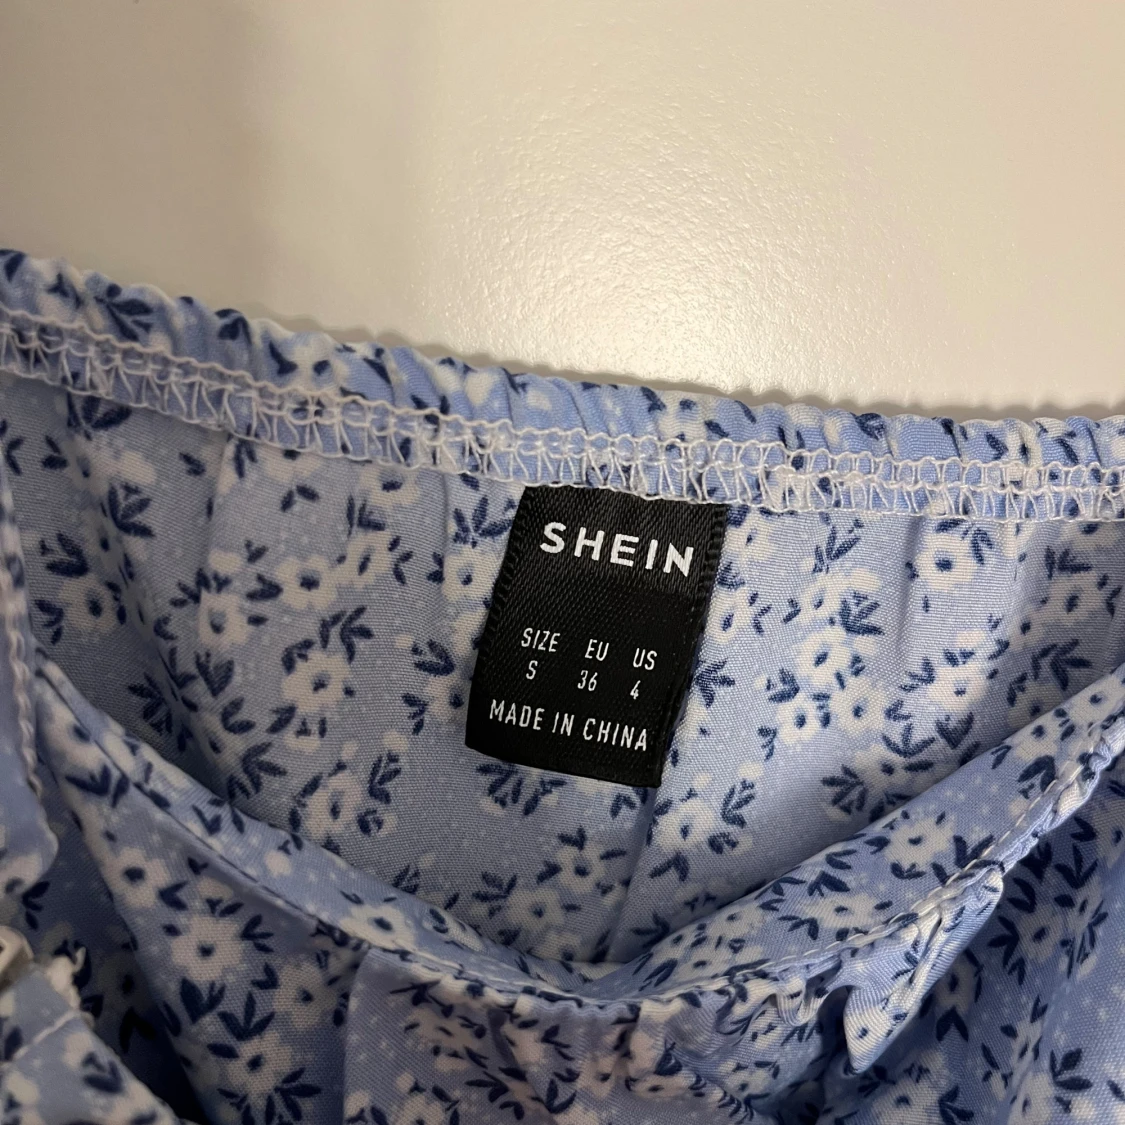 SHEIN
SIZE EU US
S 36 4
MADE IN CHINA